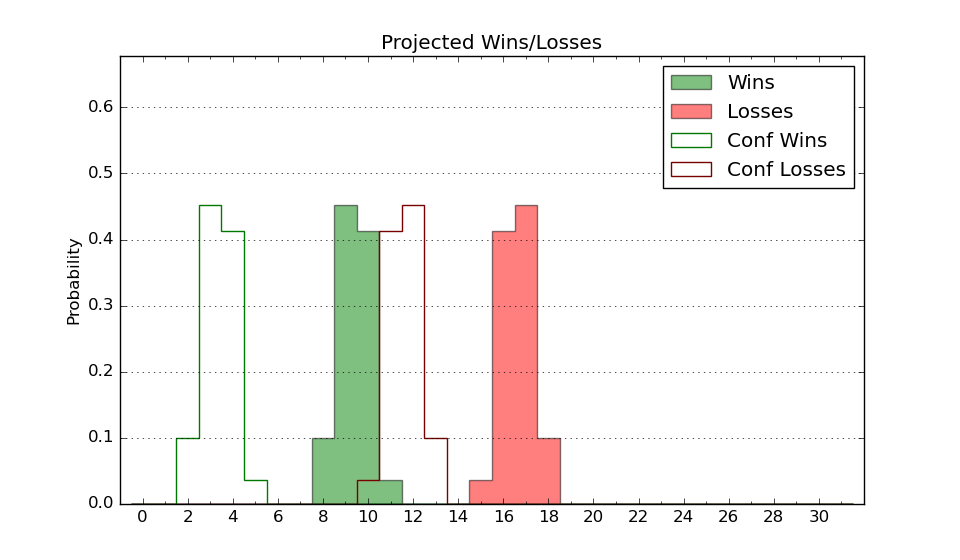 Projected Wins/Losses
Wins
Losses
Conf Wins
Conf Losses
Probability
0.6
0.5
0.4
0.3
0.2
0.1
0.0
0 2 4 6 8 10 12 14 16 18 20 22 24 26 28 30